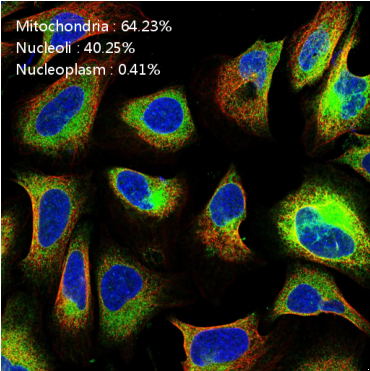 Mitochondria : 64.23%
Nucleoli : 40.25%
Nucleoplasm : 0.41%